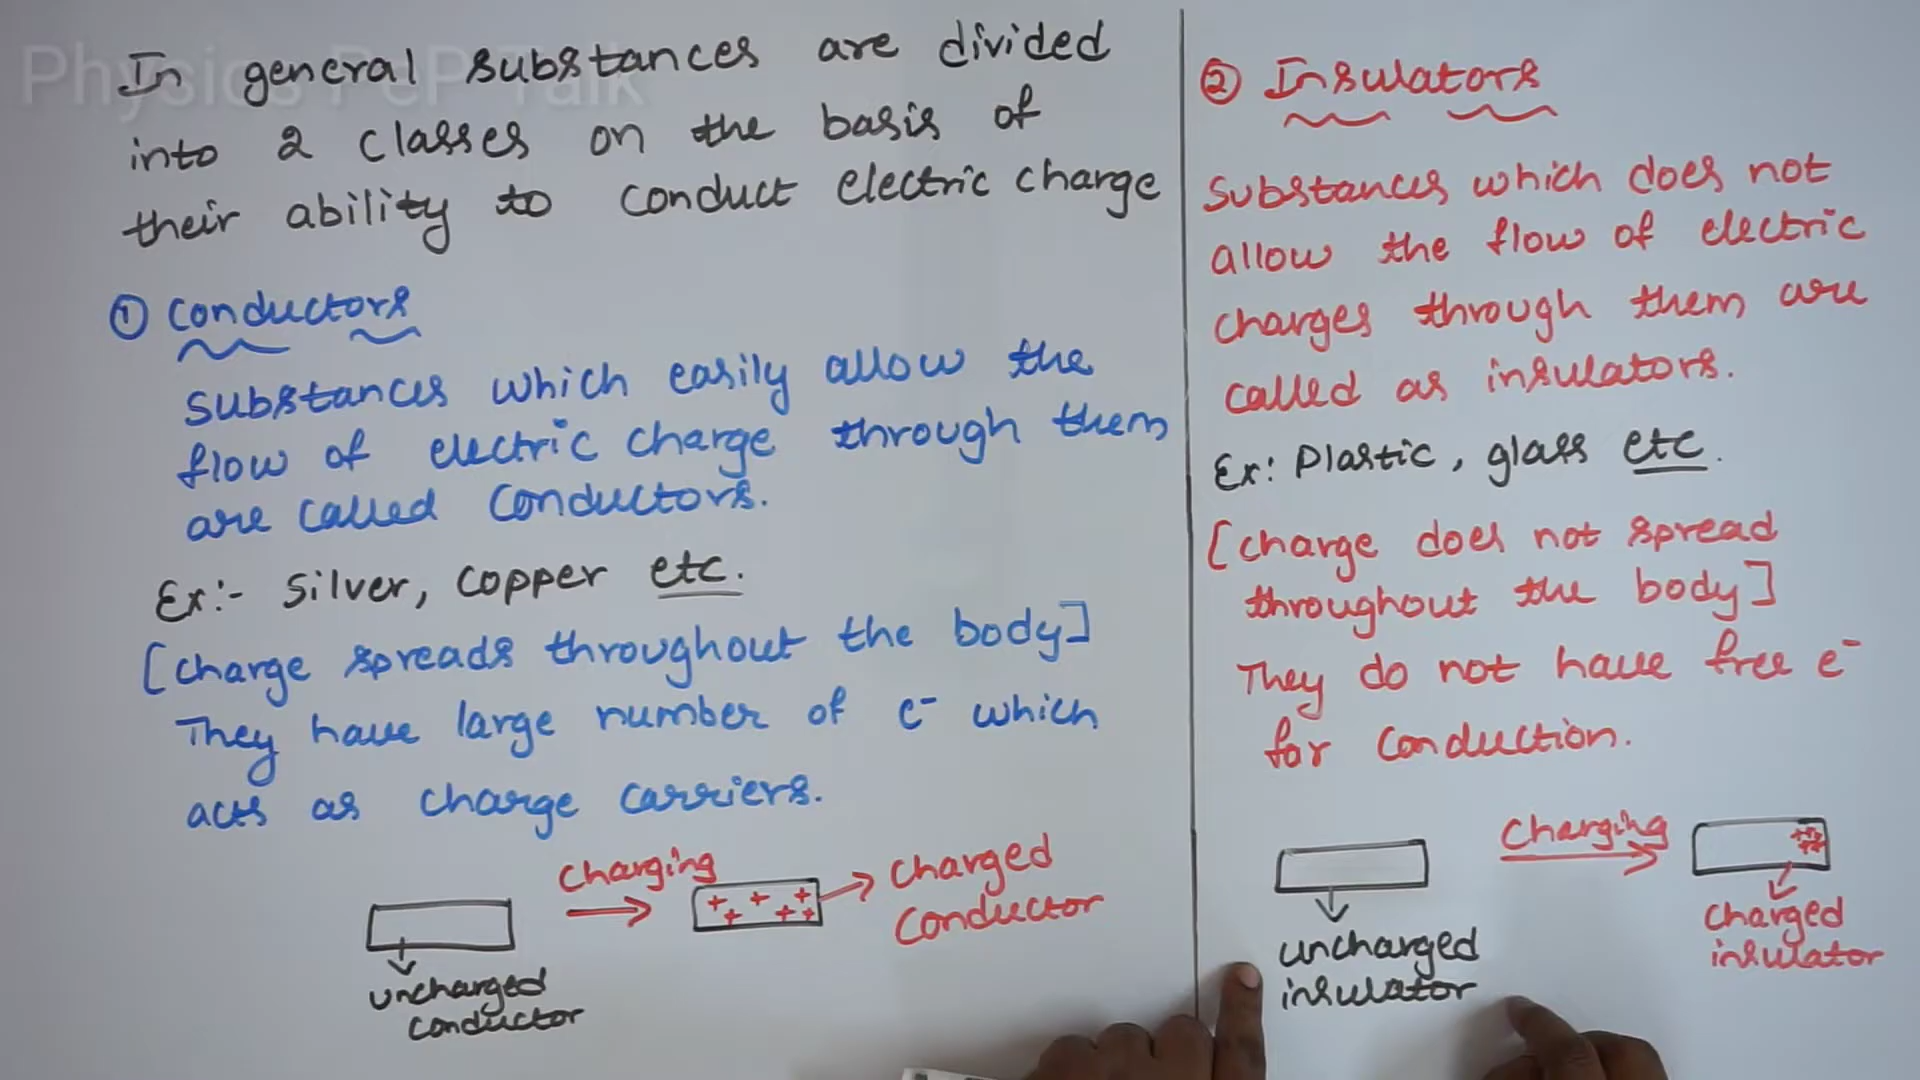 Physics PeP Talk
In general substances are divided
into 2 classes on the basis of
their ability to conduct electric charge
① Conductors
Substances which easily allow the
flow of electric charge through them
are called Conductors.
Ex:- Silver, Copper etc.
[Charge spreads throughout the body]
They have large number of e⁻ which
acts as charge carriers.
Charging
Charged
Conductor
uncharged
conductor
② Insulators
Substances which does not
allow the flow of electric
charges through them are
called as insulators.
Ex: Plastic, glass etc.
[Charge does not spread
throughout the body]
They do not have free e⁻
for Conduction.
Charging
uncharged
insulator
Charged
insulator